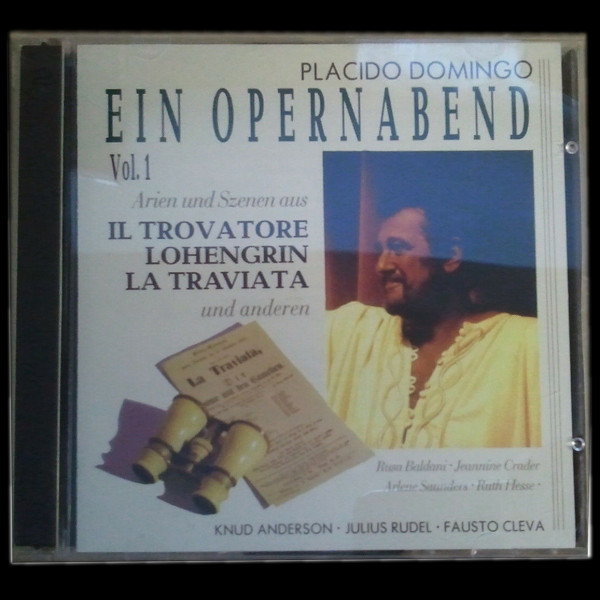 PLACIDO DOMINGO
EIN OPERNABEND
Vol. 1
Arien und Szenen aus
IL TROVATORE
LOHENGRIN
LA TRAVIATA
und anderen
La Traviata,
Rusa Baldani · Jeannine Crader
Arlene Saunders · Ruth Hesse ·
KNUD ANDERSON · JULIUS RUDEL · FAUSTO CLEVA